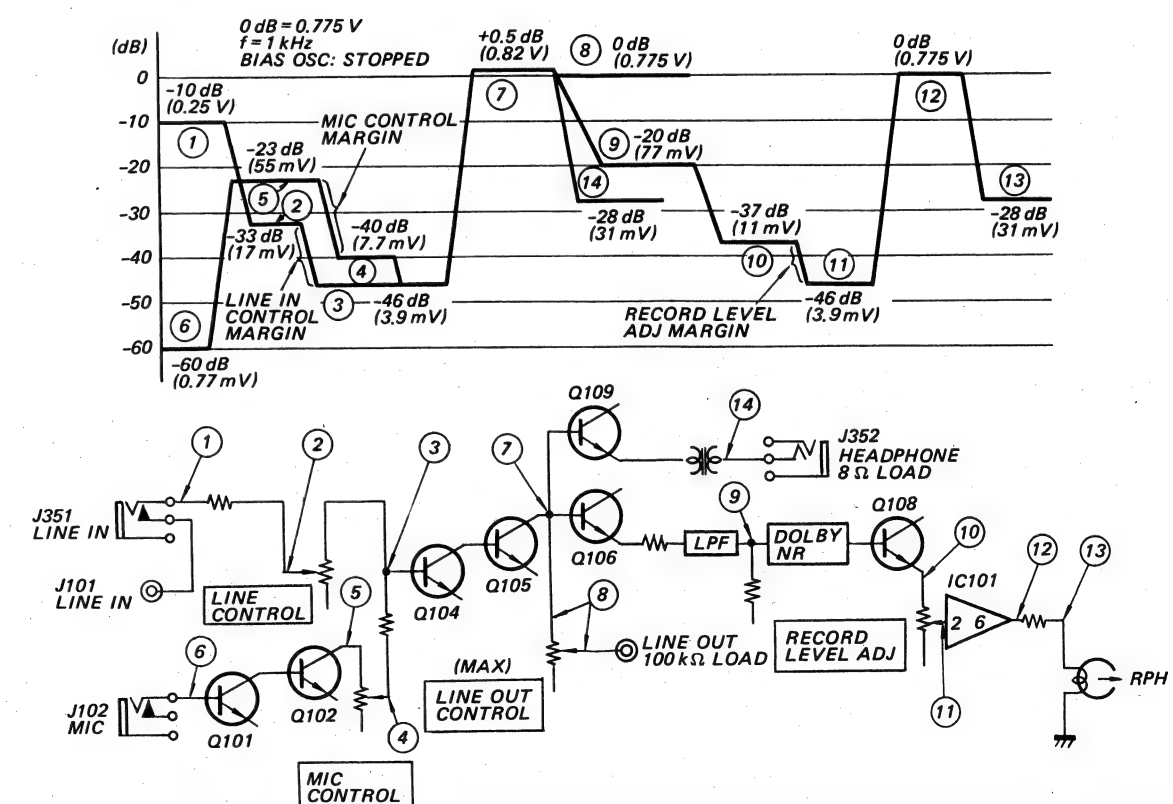 0 dB = 0.775 V
f = 1 kHz
BIAS OSC: STOPPED
(dB)
0
-10
-20
-30
-40
-50
-60
-10 dB
(0.25 V)
1
-23 dB
(55 mV)
5
2
-33 dB
(17 mV)
MIC CONTROL
MARGIN
-40 dB
(7.7 mV)
4
3
-46 dB
(3.9 mV)
LINE IN
CONTROL
MARGIN
6
-60 dB
(0.77 mV)
+0.5 dB
(0.82 V)
7
8
0 dB
(0.775 V)
9
-20 dB
(77 mV)
14
-28 dB
(31 mV)
-37 dB
(11 mV)
10
11
-46 dB
(3.9 mV)
RECORD LEVEL
ADJ MARGIN
0 dB
(0.775 V)
12
13
-28 dB
(31 mV)
1
2
3
7
Q109
14
J352
HEADPHONE
8 Ω LOAD
J351
LINE IN
J101
LINE IN
LINE
CONTROL
5
Q104
Q105
Q106
LPF
9
DOLBY
NR
Q108
10
IC101
2 6
12
13
8
LINE OUT
100 kΩ LOAD
RECORD
LEVEL ADJ
11
RPH
6
J102
MIC
Q101
Q102
4
(MAX)
LINE OUT
CONTROL
MIC
CONTROL